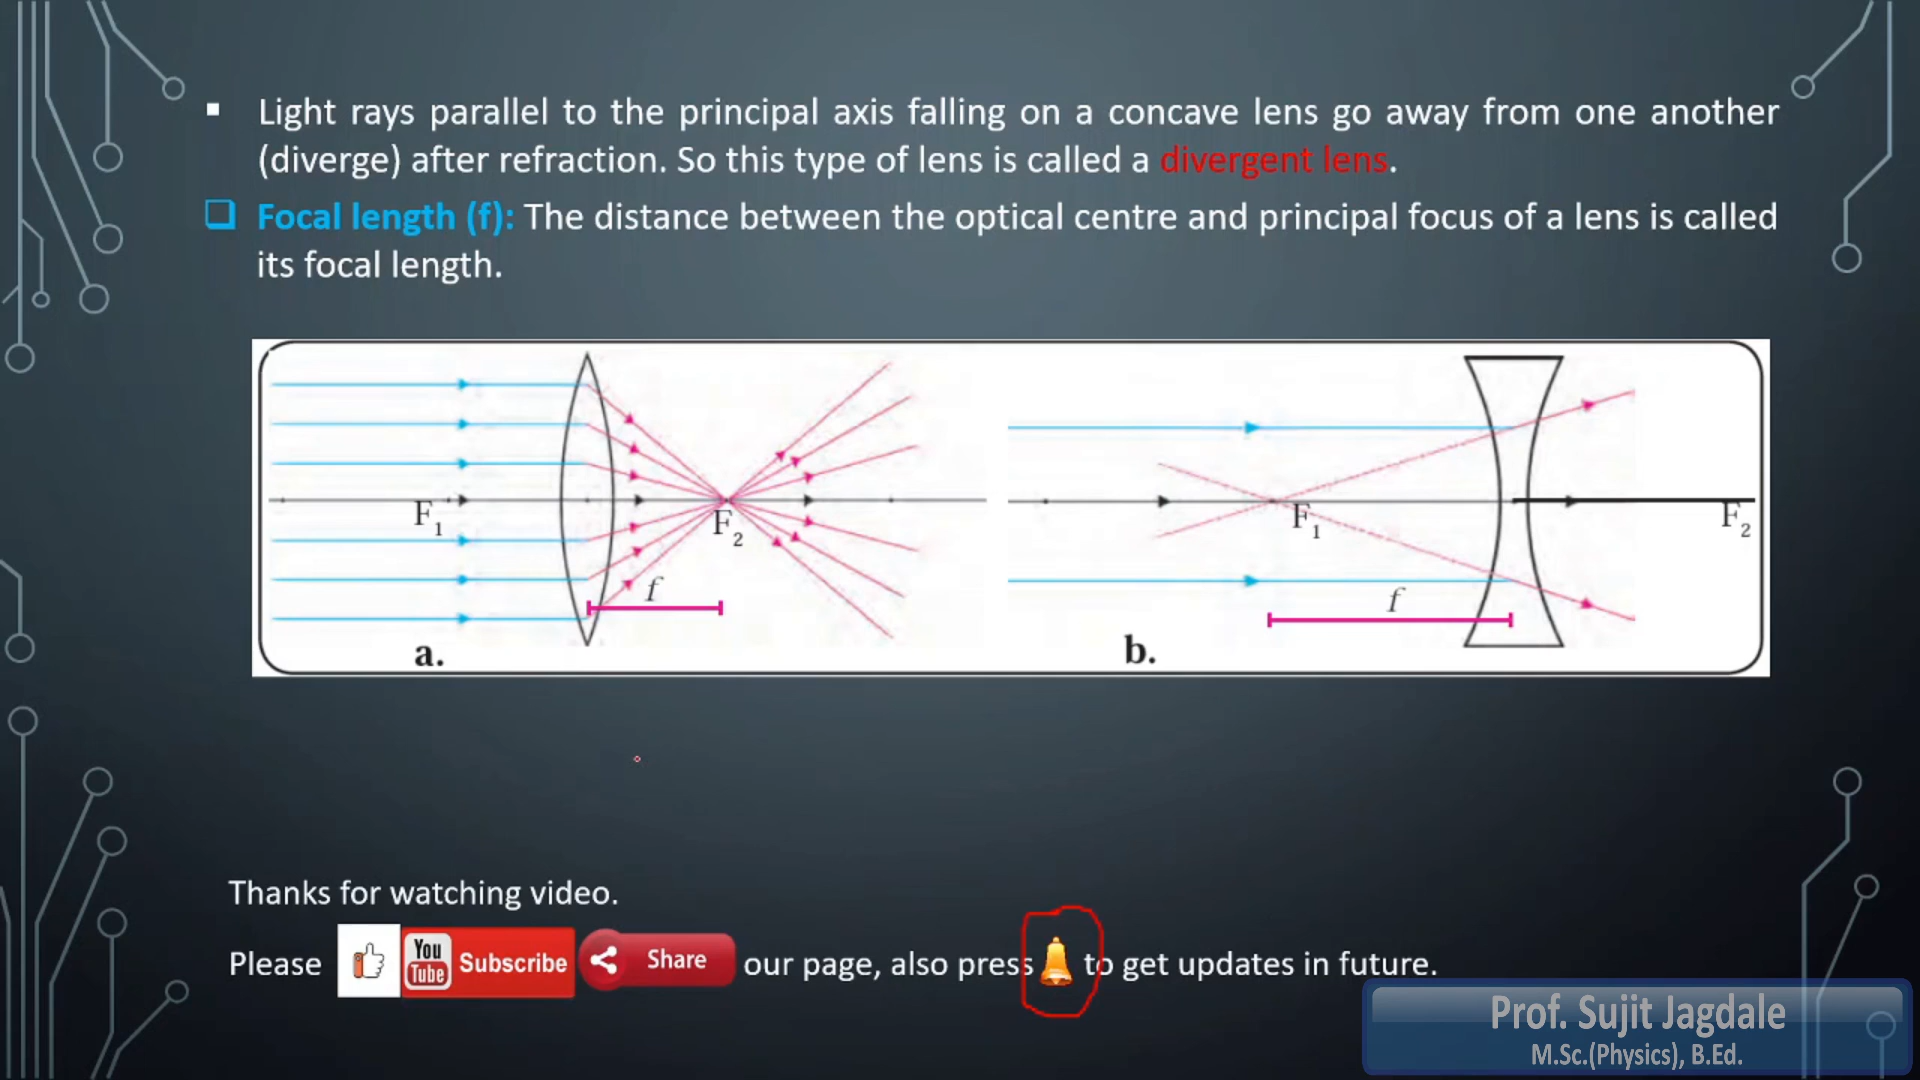 Light rays parallel to the principal axis falling on a concave lens go away from one another
(diverge) after refraction. So this type of lens is called a divergent lens.
Focal length (f): The distance between the optical centre and principal focus of a lens is called
its focal length.
F1
F2
f
a.
F1
F2
f
b.
Thanks for watching video.
Please You Tube Subscribe Share our page, also press to get updates in future.
Prof. Sujit Jagdale
M.Sc.(Physics), B.Ed.